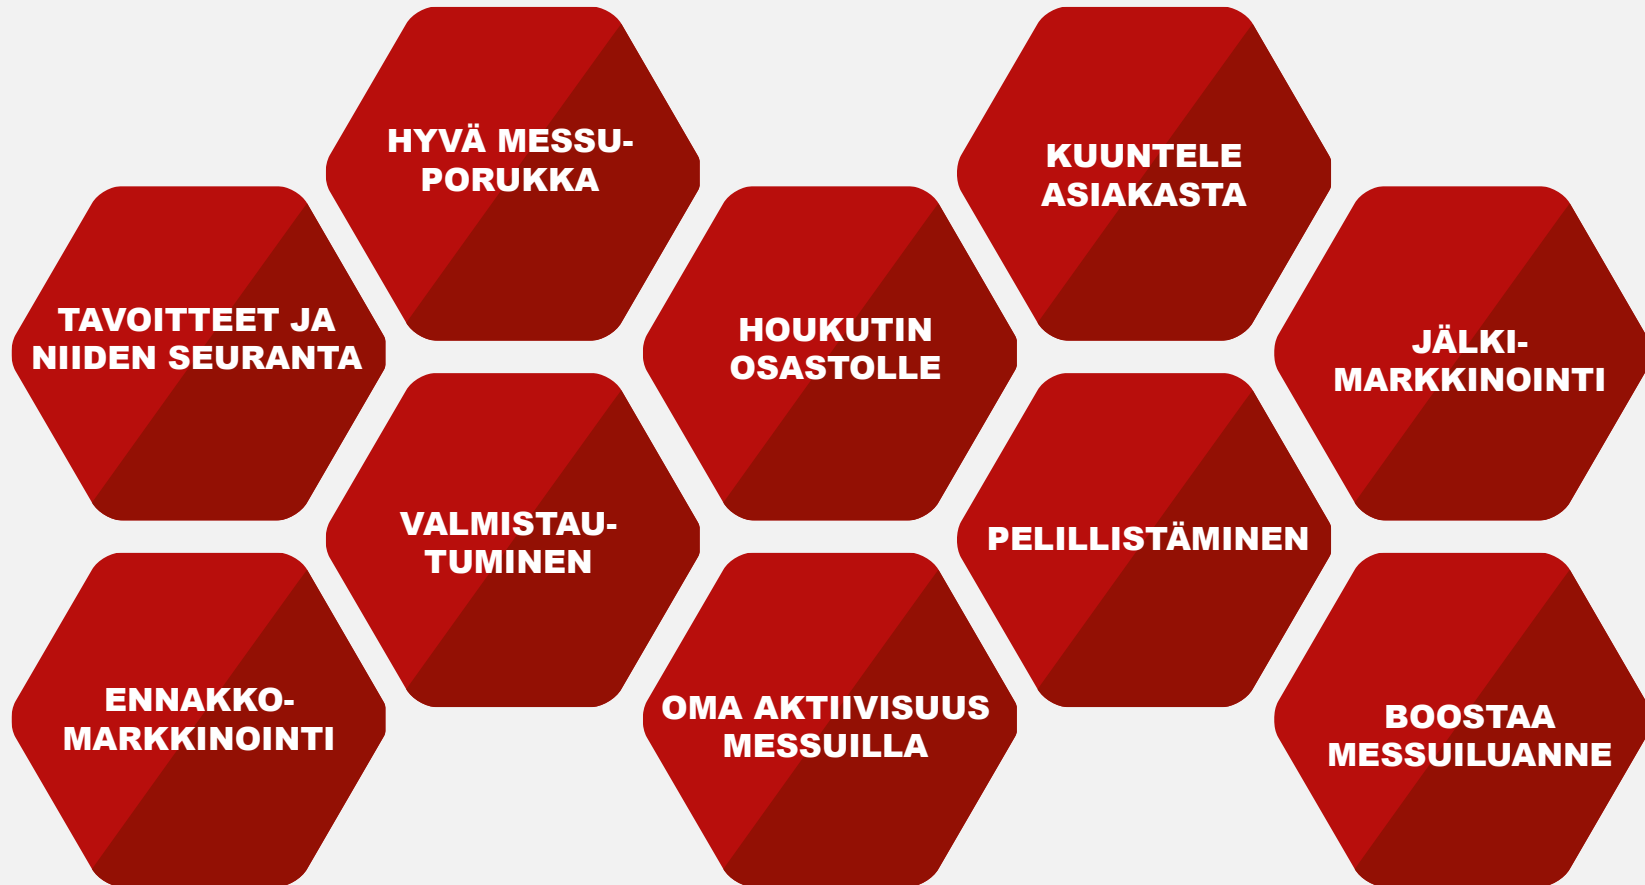 HYVÄ MESSU-
PORUKKA
KUUNTELE
ASIAKASTA
TAVOITTEET JA
NIIDEN SEURANTA
HOUKUTIN
OSASTOLLE
JÄLKI-
MARKKINOINTI
VALMISTAU-
TUMINEN
PELILLISTÄMINEN
ENNAKKO-
MARKKINOINTI
OMA AKTIIVISUUS
MESSUILLA
BOOSTAA
MESSUILUANNE